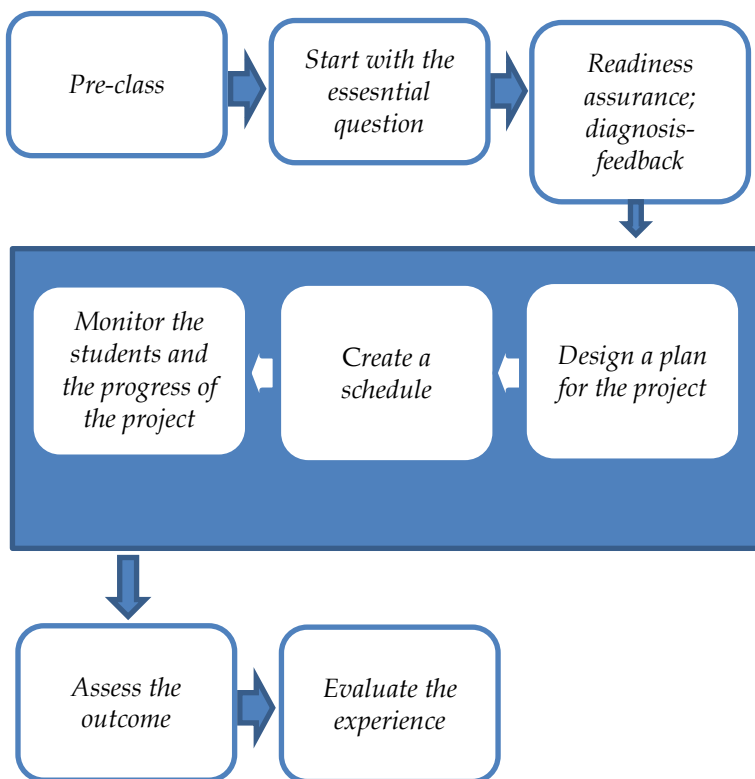 Pre-class
Start with the
essesntial
question
Readiness
assurance;
diagnosis-
feedback
Monitor the
students and
the progress of
the project
Create a
schedule
Design a plan
for the project
Assess the
outcome
Evaluate the
experience